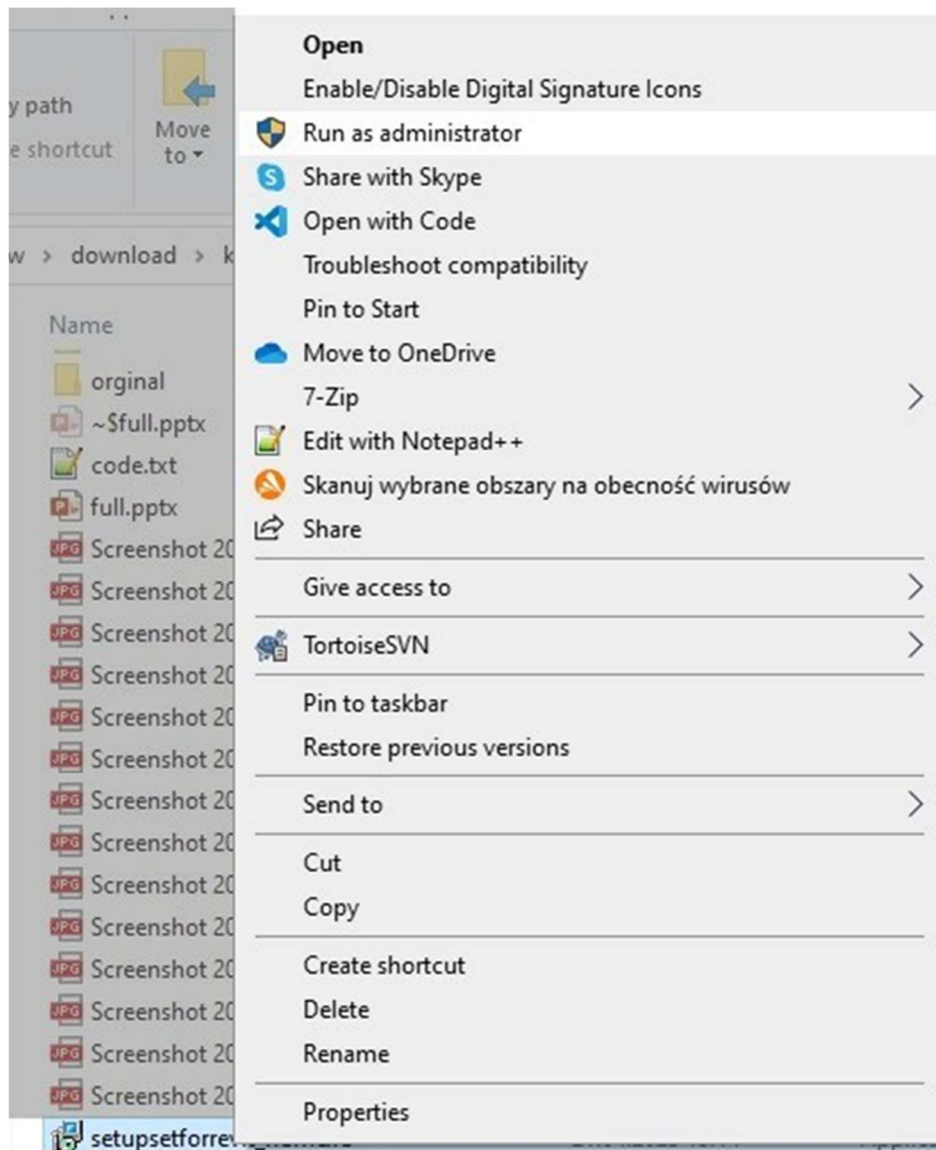 y path
e shortcut
Move
to
w > download > k
Name
orginal
~$full.pptx
code.txt
full.pptx
Screenshot 20
Screenshot 20
Screenshot 20
Screenshot 20
Screenshot 20
Screenshot 20
Screenshot 20
Screenshot 20
Screenshot 20
Screenshot 20
Screenshot 20
Screenshot 20
Screenshot 20
Screenshot 20
Open
Enable/Disable Digital Signature Icons
Run as administrator
Share with Skype
Open with Code
Troubleshoot compatibility
Pin to Start
Move to OneDrive
7-Zip
Edit with Notepad++
Skanuj wybrane obszary na obecność wirusów
Share
Give access to
TortoiseSVN
Pin to taskbar
Restore previous versions
Send to
Cut
Copy
Create shortcut
Delete
Rename
Properties